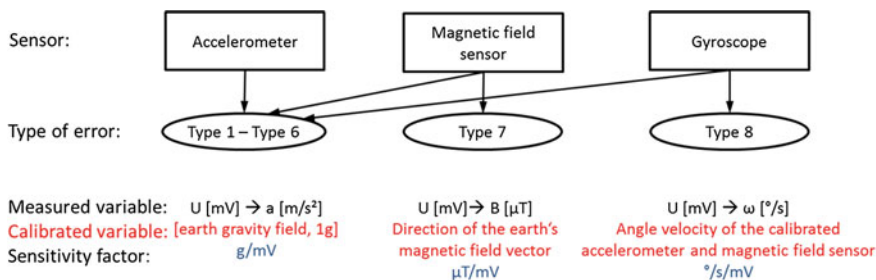 Sensor: Accelerometer Magnetic field sensor Gyroscope
Type of error: Type 1 – Type 6 Type 7 Type 8
Measured variable: U [mV] → a [m/s²] U [mV]→ B [µT] U [mV] → ω [°/s]
Calibrated variable: [earth gravity field, 1g] Direction of the earth's Angle velocity of the calibrated
magnetic field vector accelerometer and magnetic field sensor
Sensitivity factor: g/mV µT/mV °/s/mV